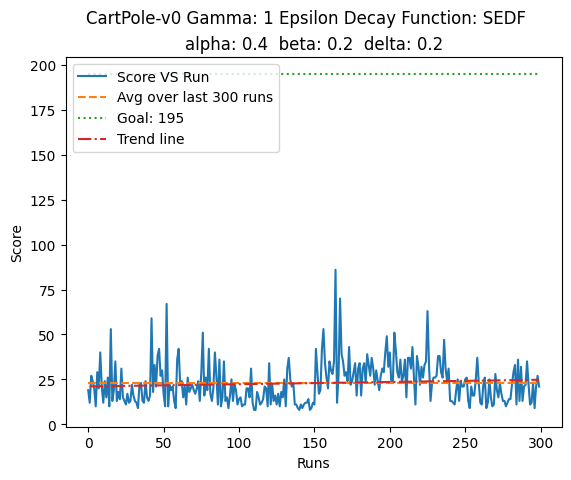 CartPole-v0 Gamma: 1 Epsilon Decay Function: SEDF
alpha: 0.4  beta: 0.2  delta: 0.2
Score VS Run
Avg over last 300 runs
Goal: 195
Trend line
Score
200
175
150
125
100
75
50
25
0
0 50 100 150 200 250 300
Runs